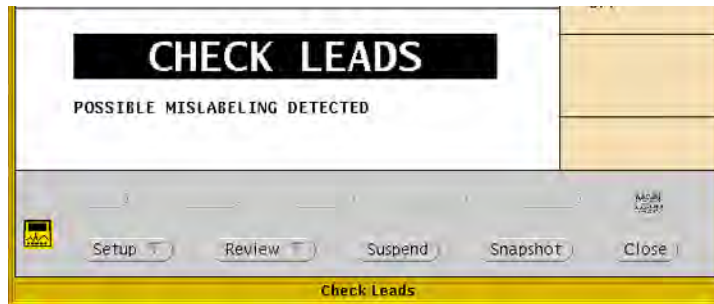 CHECK LEADS
POSSIBLE MISLABELING DETECTED
Setup Review Suspend Snapshot Close
Check Leads